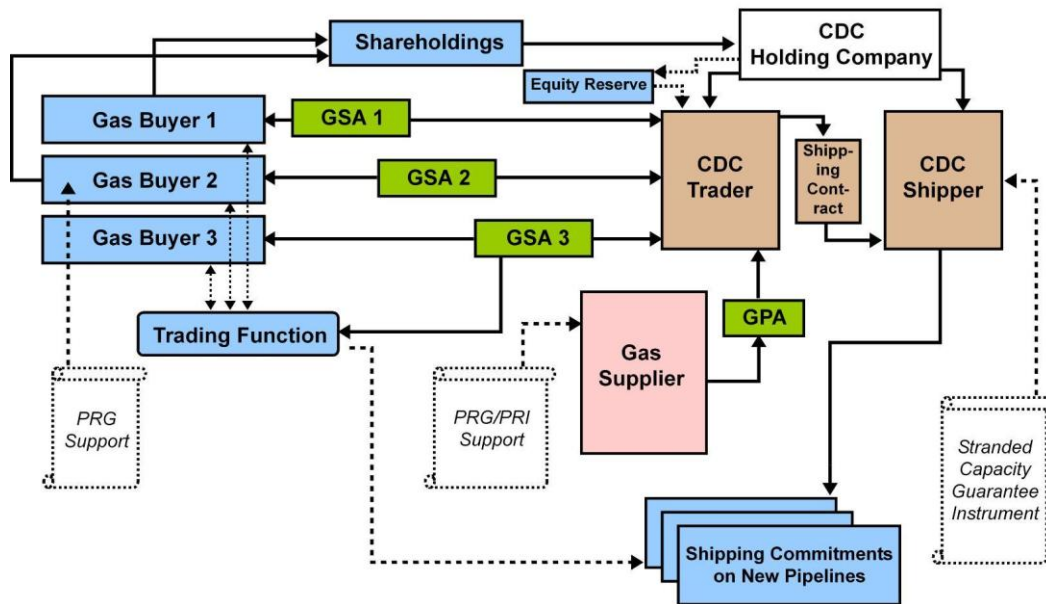 Shareholdings
CDC
Holding
Company
Equity Reserve
Gas Buyer 1
GSA 1
CDC
Trader
Shipp-
ing
Cont-
ract
CDC
Shipper
Gas Buyer 2
GSA 2
Gas Buyer 3
GSA 3
Trading Function
GPA
Gas
Supplier
PRG
Support
PRG/PRI
Support
Stranded
Capacity
Guarantee
Instrument
Shipping Commitments
on New Pipelines